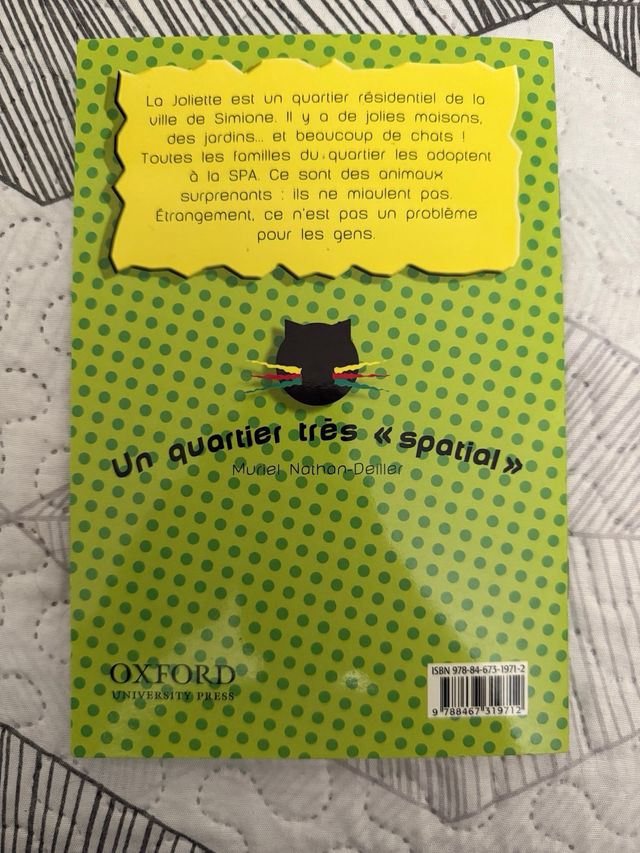 La Joliette est un quartier résidentiel de la
ville de Simione. Il y a de jolies maisons,
des jardins... et beaucoup de chats !
Toutes les familles du quartier les adoptent
à la SPA. Ce sont des animaux
surprenants : ils ne miaulent pas.
Étrangement, ce n'est pas un problème
pour les gens.
Un quartier très « spatial »
Muriel Nathan-Deiller
OXFORD
UNIVERSITY PRESS
ISBN 978-84-673-1971-2
9 788467 319712